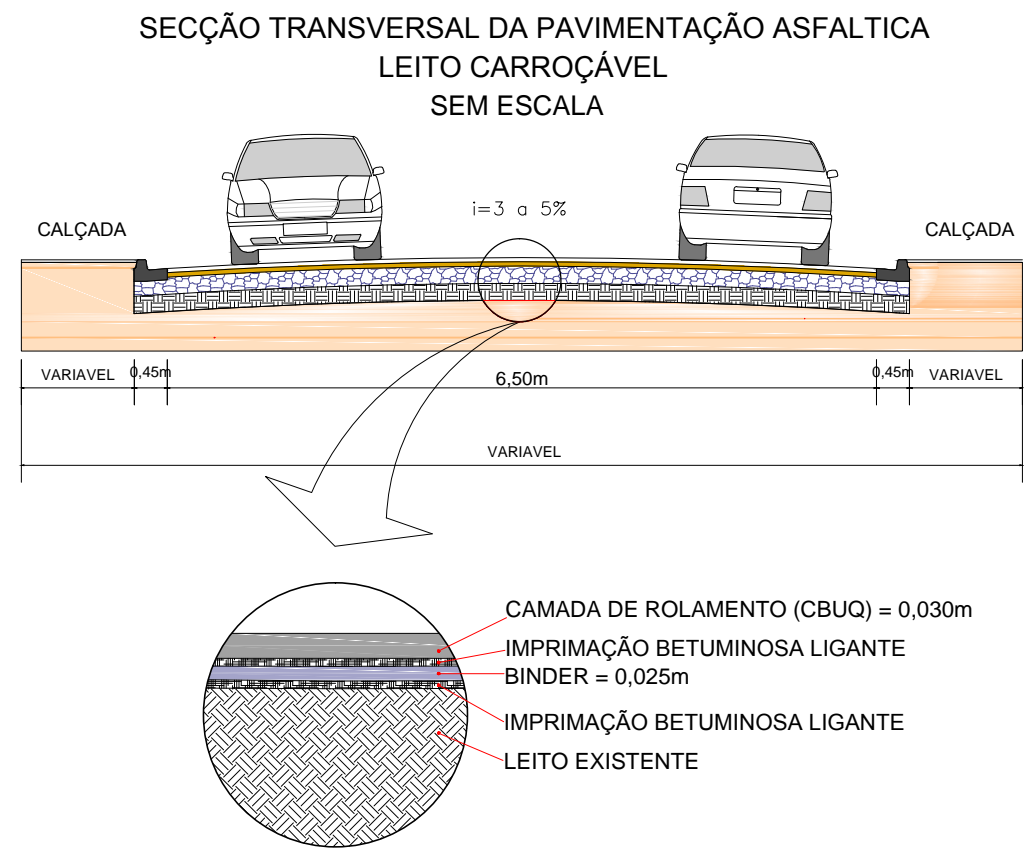 SECÇÃO TRANSVERSAL DA PAVIMENTAÇÃO ASFALTICA
LEITO CARROÇÁVEL
SEM ESCALA
i=3 a 5%
CALÇADA
CALÇADA
VARIAVEL
0,45m
6,50m
0,45m
VARIAVEL
VARIAVEL
CAMADA DE ROLAMENTO (CBUQ) = 0,030m
IMPRIMAÇÃO BETUMINOSA LIGANTE
BINDER = 0,025m
IMPRIMAÇÃO BETUMINOSA LIGANTE
LEITO EXISTENTE